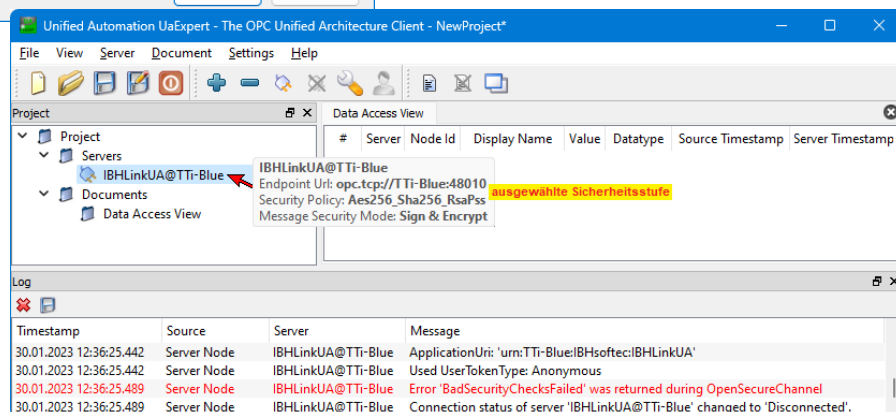 Unified Automation UaExpert - The OPC Unified Architecture Client - NewProject*
File View Server Document Settings Help
Project
Data Access View
Project
Servers
IBHLinkUA@TTi-Blue
Documents
Data Access View
# Server Node Id Display Name Value Datatype Source Timestamp Server Timestamp
IBHLinkUA@TTi-Blue
Endpoint Url: opc.tcp://TTi-Blue:48010
Security Policy: Aes256_Sha256_RsaPss
Message Security Mode: Sign & Encrypt
ausgewählte Sicherheitsstufe
Log
Timestamp Source Server Message
30.01.2023 12:36:25.442 Server Node IBHLinkUA@TTi-Blue ApplicationUri: 'urn:TTi-Blue:IBHsoftec:IBHLinkUA'
30.01.2023 12:36:25.442 Server Node IBHLinkUA@TTi-Blue Used UserTokenType: Anonymous
30.01.2023 12:36:25.489 Server Node IBHLinkUA@TTi-Blue Error 'BadSecurityChecksFailed' was returned during OpenSecureChannel
30.01.2023 12:36:25.489 Server Node IBHLinkUA@TTi-Blue Connection status of server 'IBHLinkUA@TTi-Blue' changed to 'Disconnected'.